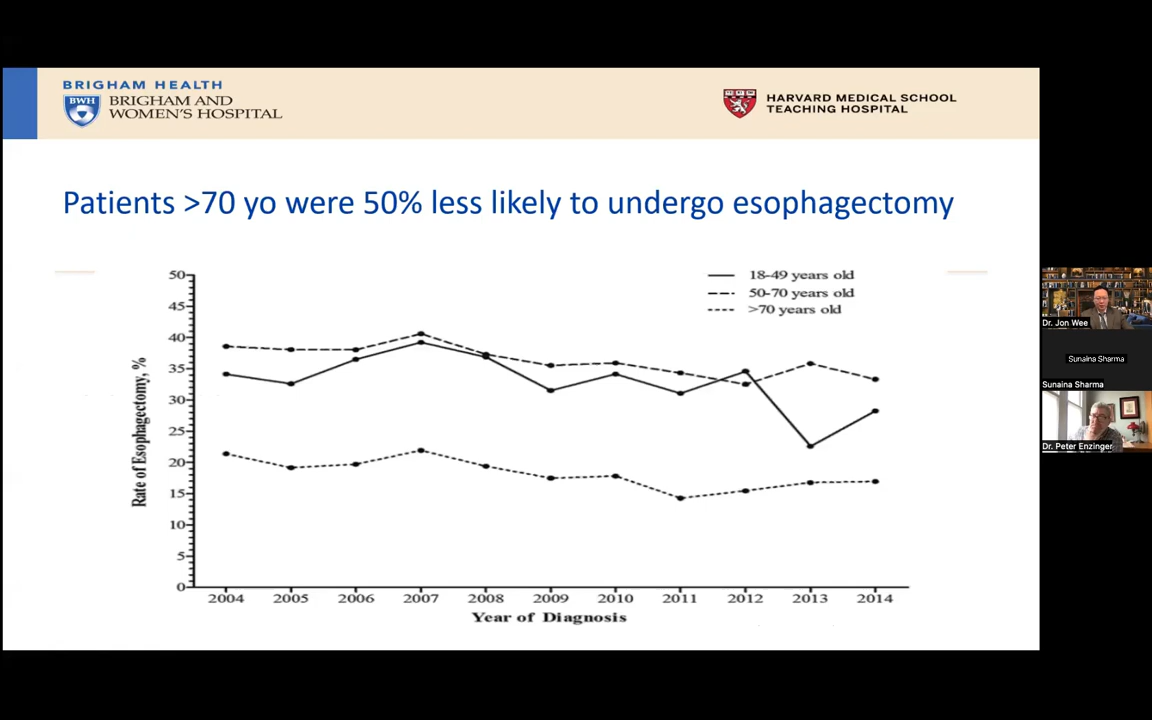 BRIGHAM HEALTH
BWH
BRIGHAM AND
WOMEN'S HOSPITAL
HARVARD MEDICAL SCHOOL
TEACHING HOSPITAL
Patients >70 yo were 50% less likely to undergo esophagectomy
18-49 years old
50-70 years old
>70 years old
Rate of Esophagectomy, %
50
45
40
35
30
25
20
15
10
5
0
2004 2005 2006 2007 2008 2009 2010 2011 2012 2013 2014
Year of Diagnosis
Dr. Jon Wee
Sunaina Sharma
Sunaina Sharma
Dr. Peter Enzinger